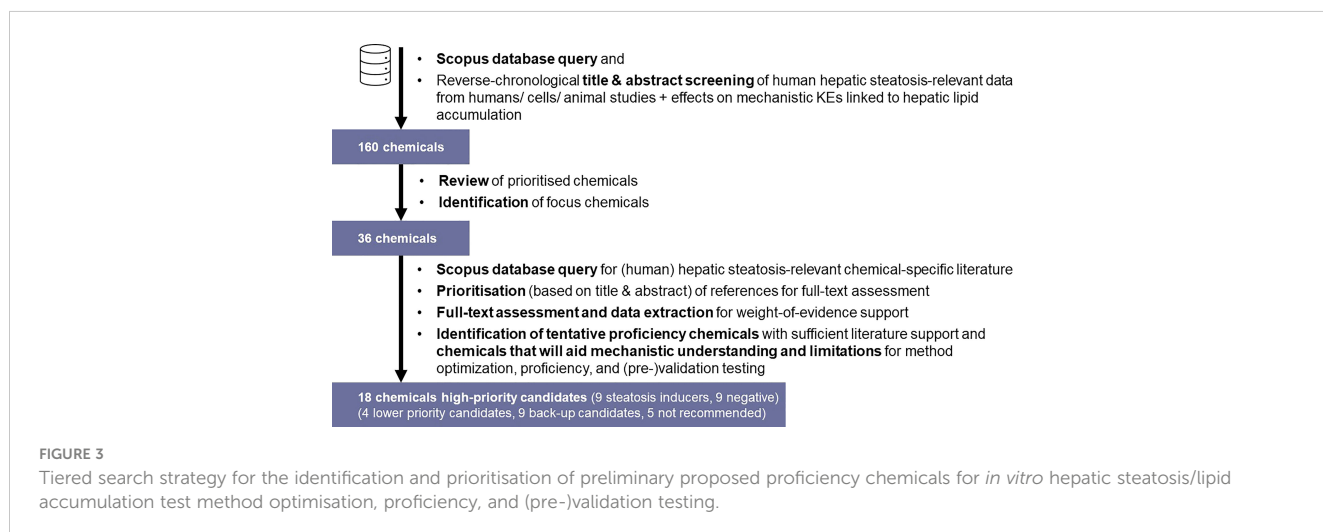 • Scopus database query and
• Reverse-chronological title & abstract screening of human hepatic steatosis-relevant data
from humans/ cells/ animal studies + effects on mechanistic KEs linked to hepatic lipid
accumulation
160 chemicals
• Review of prioritised chemicals
• Identification of focus chemicals
36 chemicals
• Scopus database query for (human) hepatic steatosis-relevant chemical-specific literature
• Prioritisation (based on title & abstract) of references for full-text assessment
• Full-text assessment and data extraction for weight-of-evidence support
• Identification of tentative proficiency chemicals with sufficient literature support and
chemicals that will aid mechanistic understanding and limitations for method
optimization, proficiency, and (pre-)validation testing
18 chemicals high-priority candidates (9 steatosis inducers, 9 negative)
(4 lower priority candidates, 9 back-up candidates, 5 not recommended)
FIGURE 3
Tiered search strategy for the identification and prioritisation of preliminary proposed proficiency chemicals for in vitro hepatic steatosis/lipid
accumulation test method optimisation, proficiency, and (pre-)validation testing.